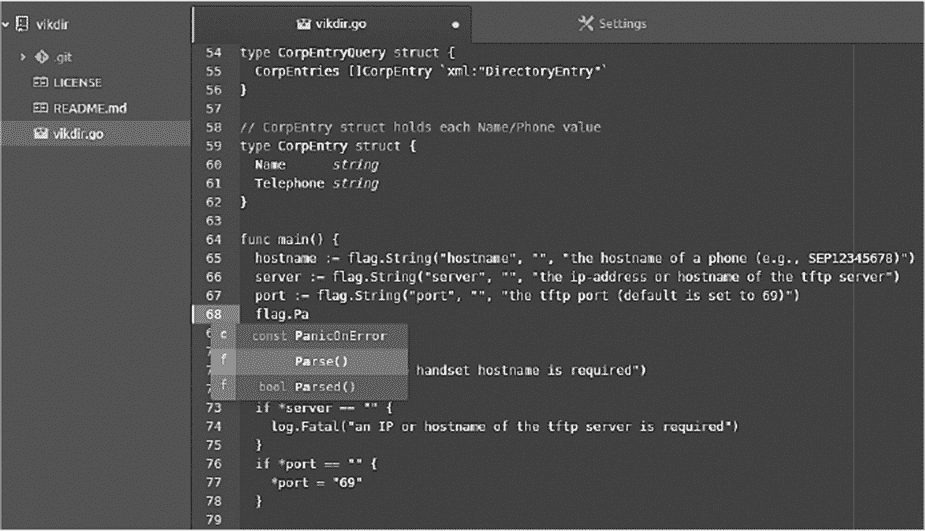 vikdir
.git
LICENSE
README.md
vikdir.go
vikdir.go
Settings
54 type CorpEntryQuery struct {
55 CorpEntries []CorpEntry `xml:"DirectoryEntry"`
56 }
57
58 // CorpEntry struct holds each Name/Phone value
59 type CorpEntry struct {
60 Name string
61 Telephone string
62 }
63
64 func main() {
65 hostname := flag.String("hostname", "", "the hostname of a phone (e.g., SEP12345678)")
66 server := flag.String("server", "", "the ip-address or hostname of the tftp server")
67 port := flag.String("port", "", "the tftp port (default is set to 69)")
68 flag.Pa
c const PanicOnError
f Parse()
handset hostname is required")
f bool Parsed()
73 if *server == "" {
74 log.Fatal("an IP or hostname of the tftp server is required")
75 }
76 if *port == "" {
77 *port = "69"
78 }
79